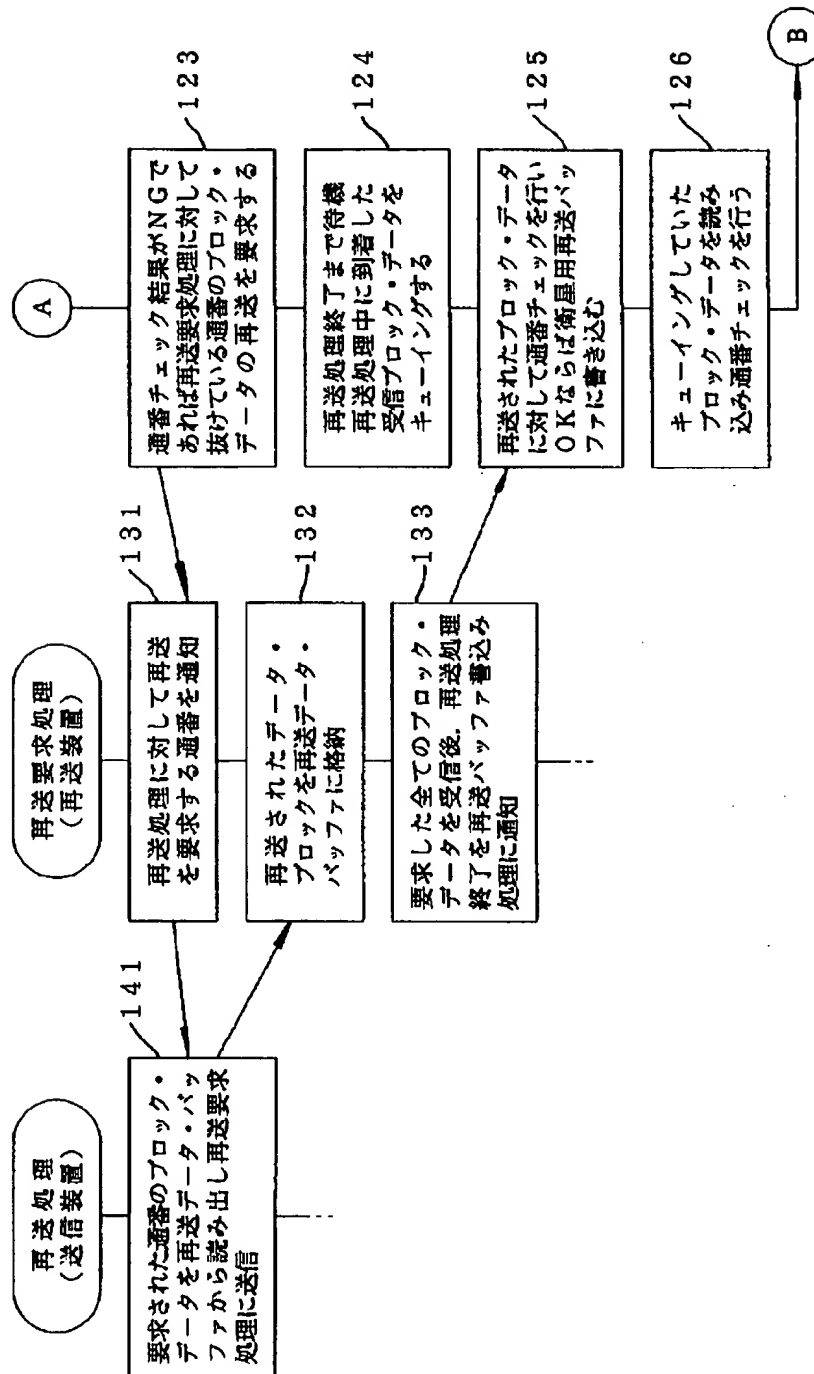 再送処理
(送信装置)
141
要求された通番のブロック・
データを再送データ・バッ
ファから読み出し再送要求
処理に送信
再送要求処理
(再送装置)
131
再送処理に対して再送
を要求する通番を通知
132
再送されたデータ・
ブロックを再送データ・
バッファに格納
133
要求した全てのブロック・
データを受信後,再送処理
終了を再送バッファ書込み
処理に通知
A
123
通番チェック結果がNGで
あれば再送要求処理に対して
抜けている通番のブロック・
データの再送を要求する
124
再送処理終了まで待機
再送処理中に到着した
受信ブロック・データを
キューイングする
125
再送されたブロック・データ
に対して通番チェックを行い
OKならば衛星用再送バッ
ファに書き込む
126
キューイングしていた
ブロック・データを読み
込み通番チェックを行う
B